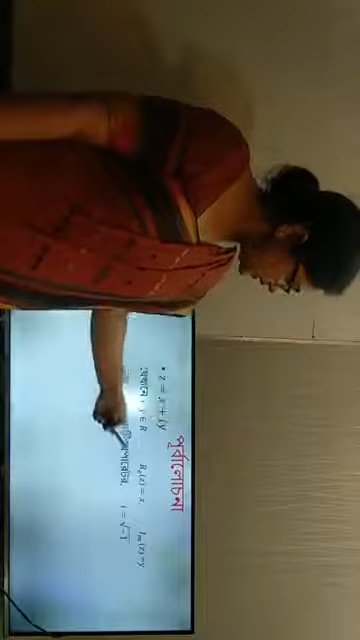 পূর্বালোচনা
• z = x + iy
যেখানে x, y ∈ R Re(z) = x Im(z) = y
i = √-1